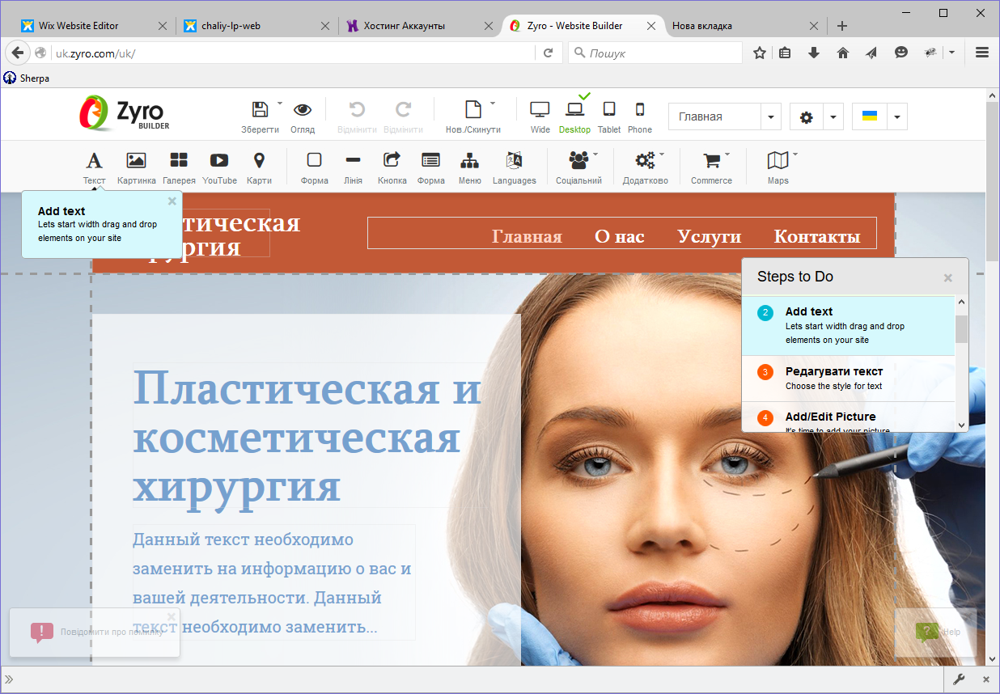 Wix Website Editor
chaliy-lp-web
Хостинг Аккаунты
Zyro - Website Builder
Нова вкладка
uk.zyro.com/uk/
Пошук
Sherpa
Zyro
BUILDER
Зберегти
Огляд
Відмінити
Відмінити
Нов./Скинути
Wide
Desktop
Tablet
Phone
Главная
Текст
Картинка
Галерея
YouTube
Карти
Форма
Лінія
Кнопка
Форма
Меню
Languages
Соціальний
Додатково
Commerce
Maps
Add text
Lets start width drag and drop
elements on your site
тическая
рургия
Главная
О нас
Услуги
Контакты
Steps to Do
2
Add text
Lets start width drag and drop
elements on your site
3
Редагувати текст
Choose the style for text
4
Add/Edit Picture
It's time to add your picture
Пластическая и
косметическая
хирургия
Данный текст необходимо
заменить на информацию о вас и
вашей деятельности. Данный
текст необходимо заменить...
Повідомити про помилку
Help